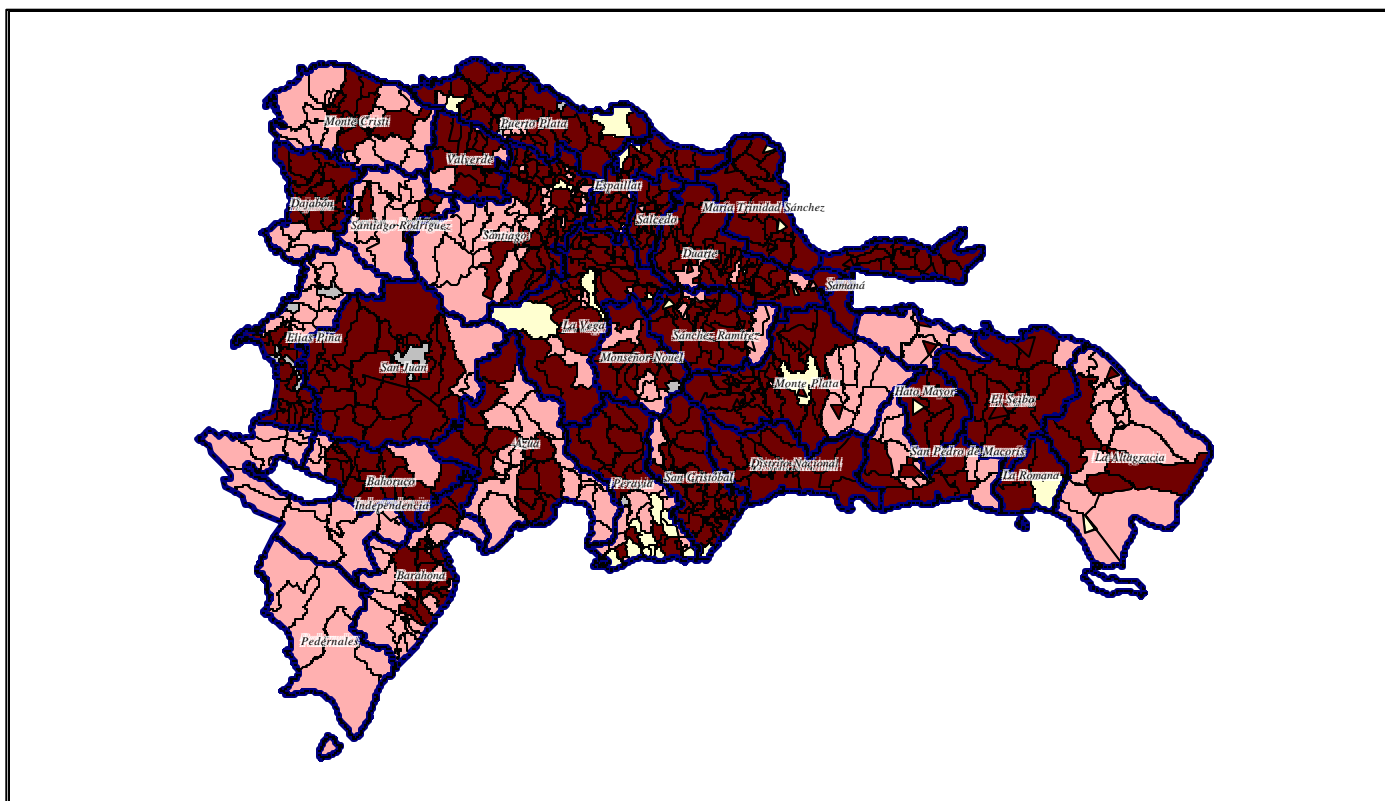 Monte Cristi
Puerto Plata
Valverde
Espaillat
Dajabón
Santiago Rodríguez
Santiago
Salcedo
María Trinidad Sánchez
Duarte
Samaná
Elías Piña
San Juan
La Vega
Monseñor Nouel
Sánchez Ramírez
Monte Plata
Hato Mayor
El Seibo
Azua
Bahoruco
Independencia
Peravia
San Cristóbal
Distrito Nacional
San Pedro de Macorís
La Romana
La Altagracia
Barahona
Pedernales